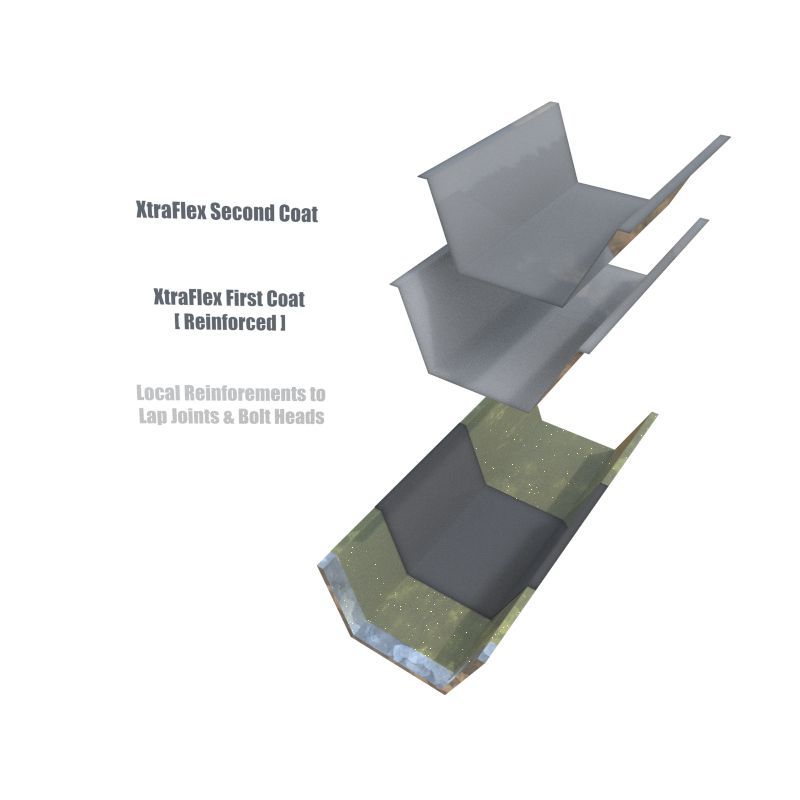 XtraFlex Second Coat
XtraFlex First Coat
[ Reinforced ]
Local Reinforements to
Lap Joints & Bolt Heads